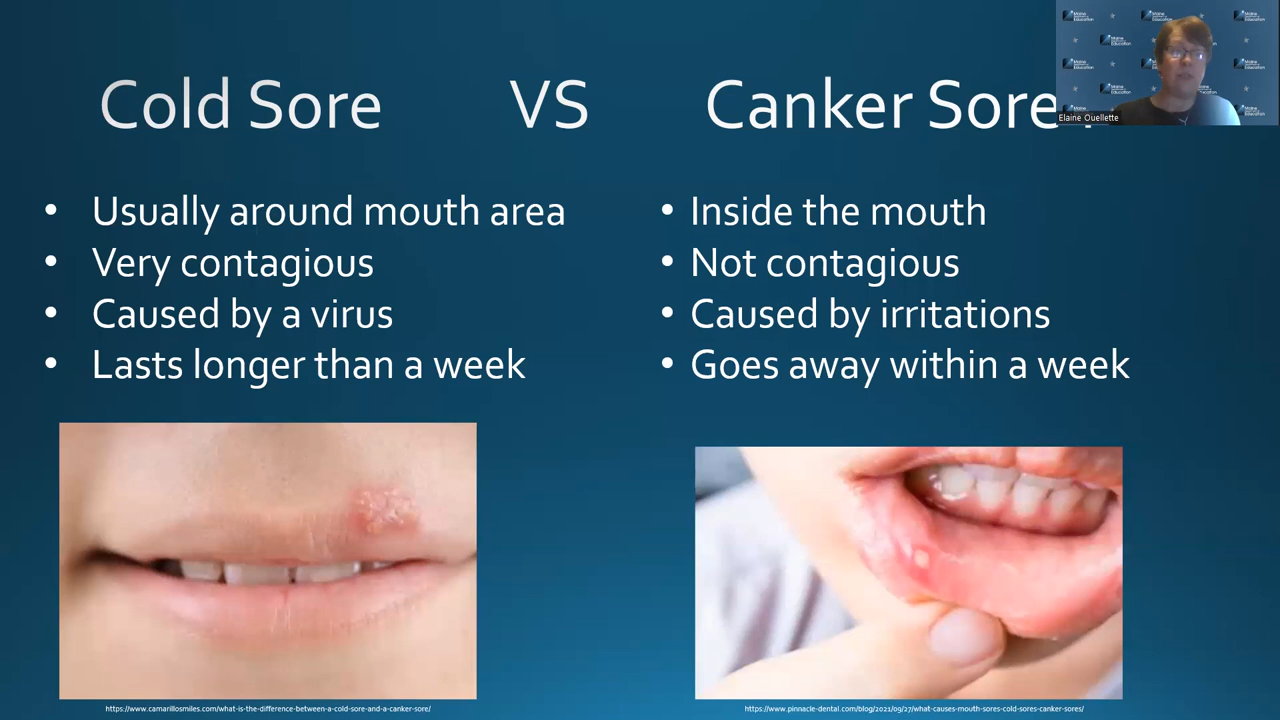 Cold Sore VS Canker Sore
• Usually around mouth area
• Very contagious
• Caused by a virus
• Lasts longer than a week
• Inside the mouth
• Not contagious
• Caused by irritations
• Goes away within a week
https://www.camarillosmiles.com/what-is-the-difference-between-a-cold-sore-and-a-canker-sore/
https://www.pinnacle-dental.com/blog/2021/09/27/what-causes-mouth-sores-cold-sores-canker-sores/
Maine
Education
Elaine Ouellette